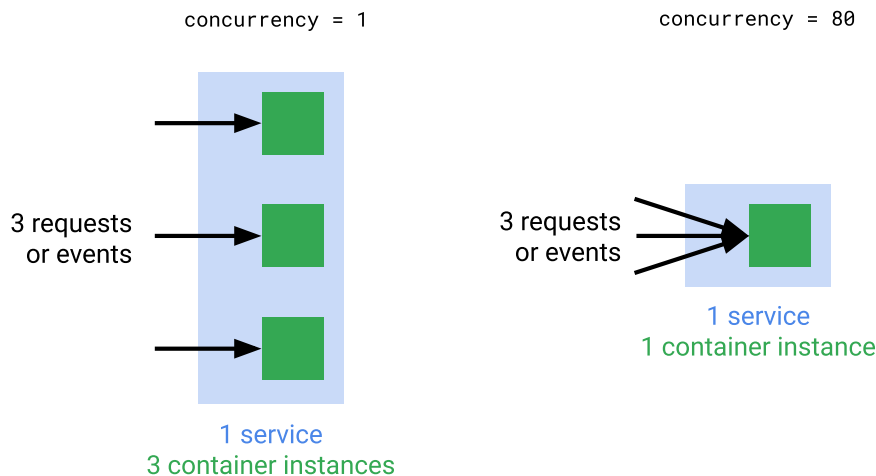 concurrency = 1
3 requests
or events
1 service
3 container instances
concurrency = 80
3 requests
or events
1 service
1 container instance